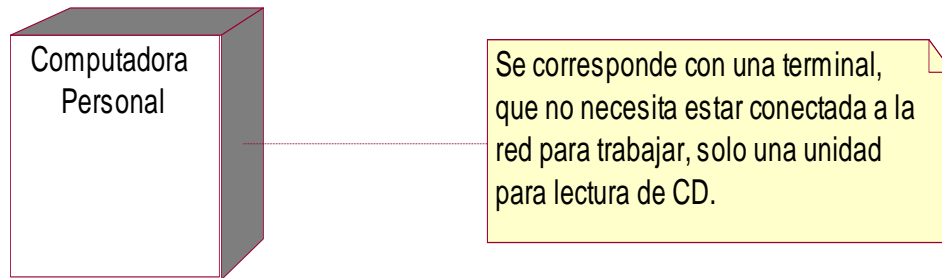 Computadora
Personal
Se corresponde con una terminal,
que no necesita estar conectada a la
red para trabajar, solo una unidad
para lectura de CD.